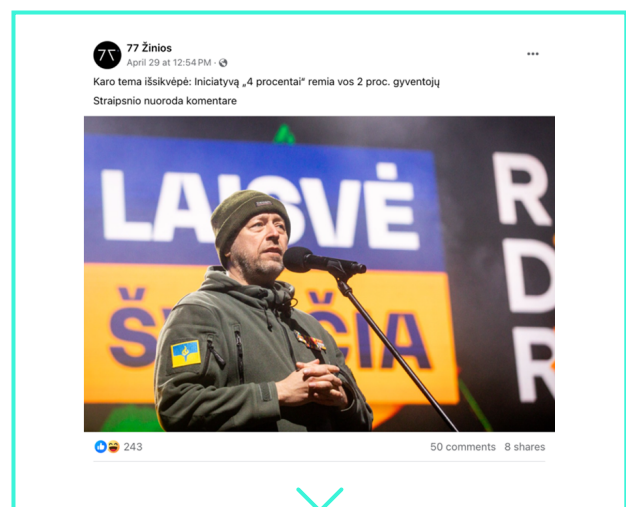 77 Žinios
April 29 at 12:54 PM ·
Karo tema išsikvėpė: Iniciatyvą „4 procentai“ remia vos 2 proc. gyventojų
Straipsnio nuoroda komentare
LAISVĖ
R
D
R
243
50 comments 8 shares